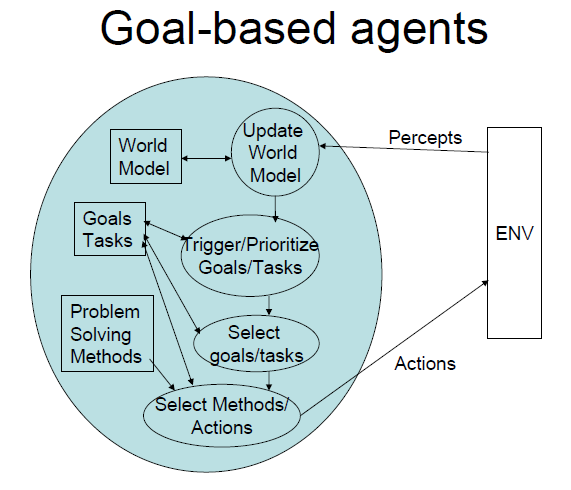 Goal-based agents
World
Model
Update
World
Model
Percepts
ENV
Goals
Tasks
Trigger/Prioritize
Goals/Tasks
Problem
Solving
Methods
Select
goals/tasks
Actions
Select Methods/
Actions